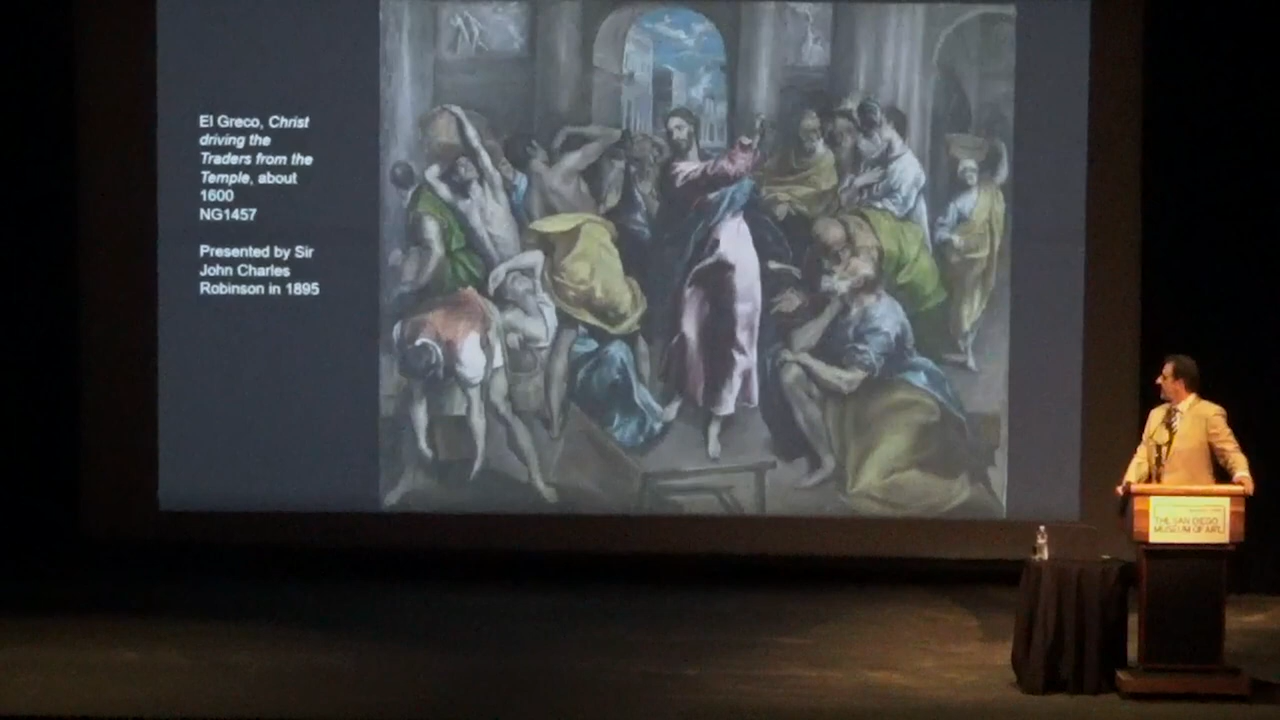 El Greco, Christ
driving the
Traders from the
Temple, about
1600
NG1457
Presented by Sir
John Charles
Robinson in 1895
THE SAN DIEGO
MUSEUM OF ART